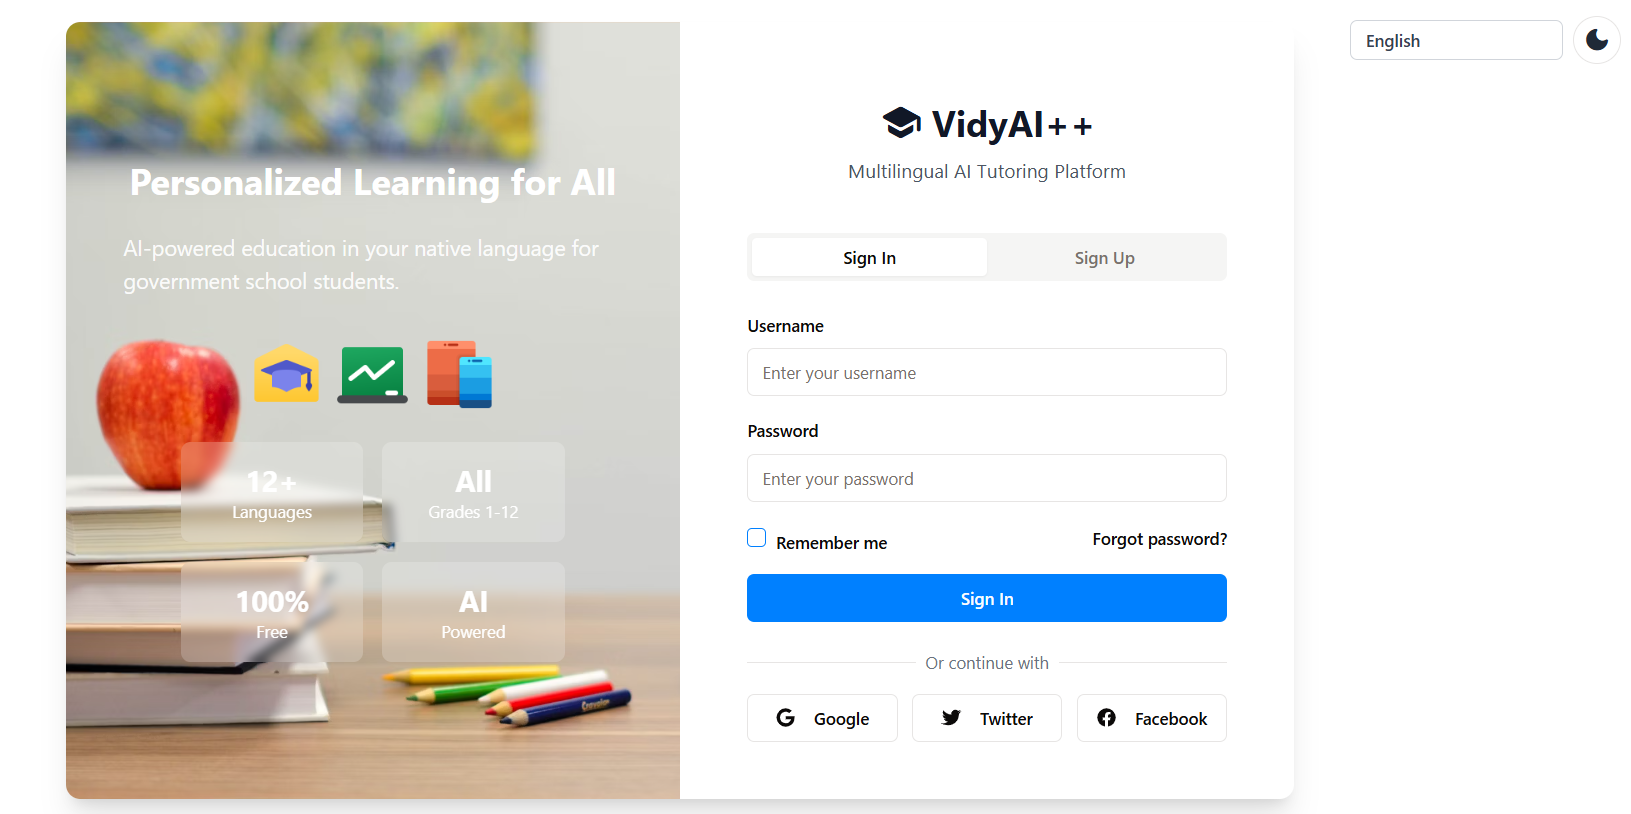 English
Personalized Learning for All
AI-powered education in your native language for
government school students.
12+
Languages
All
Grades 1-12
100%
Free
AI
Powered
VidyAI++
Multilingual AI Tutoring Platform
Sign In
Sign Up
Username
Enter your username
Password
Enter your password
Remember me
Forgot password?
Sign In
Or continue with
Google
Twitter
Facebook